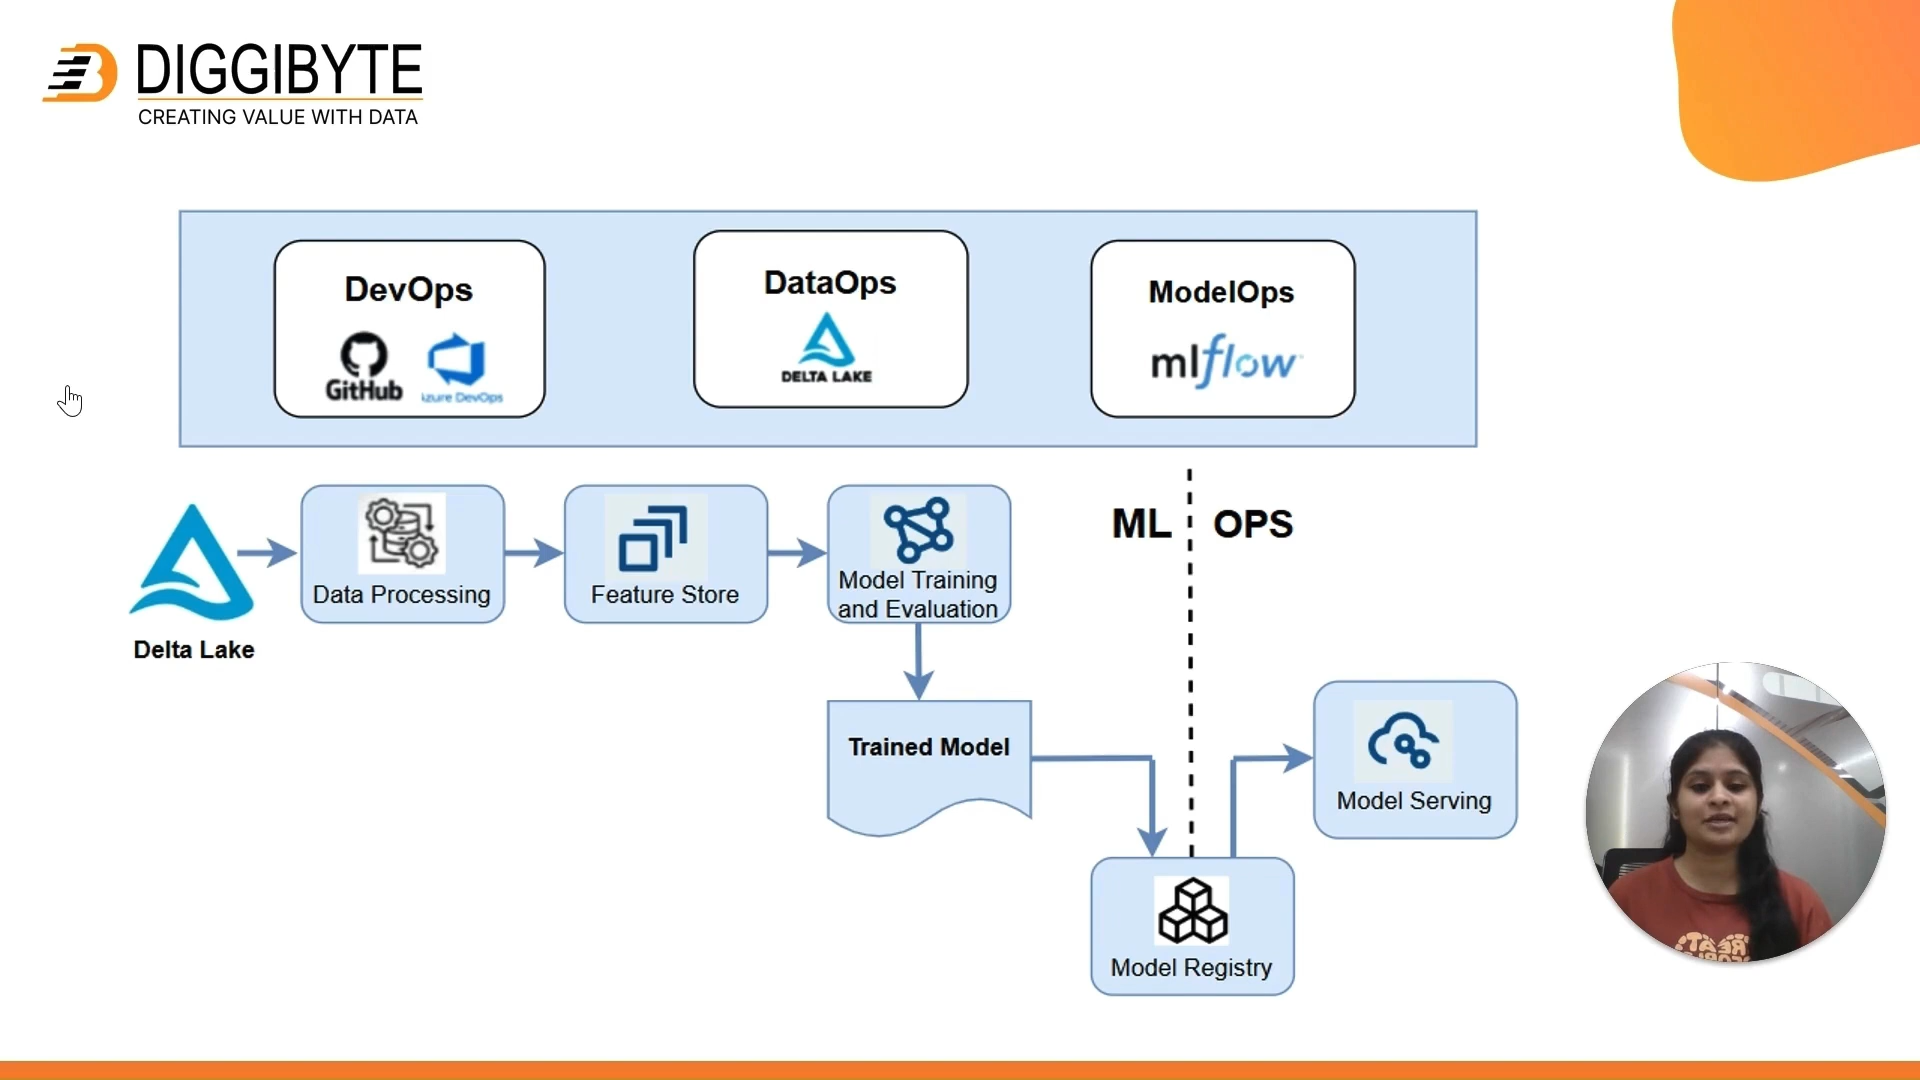 DIGGIBYTE
CREATING VALUE WITH DATA
DevOps
GitHub
Azure DevOps
DataOps
DELTA LAKE
ModelOps
mlflow
Delta Lake
Data Processing
Feature Store
Model Training
and Evaluation
ML
OPS
Trained Model
Model Serving
Model Registry